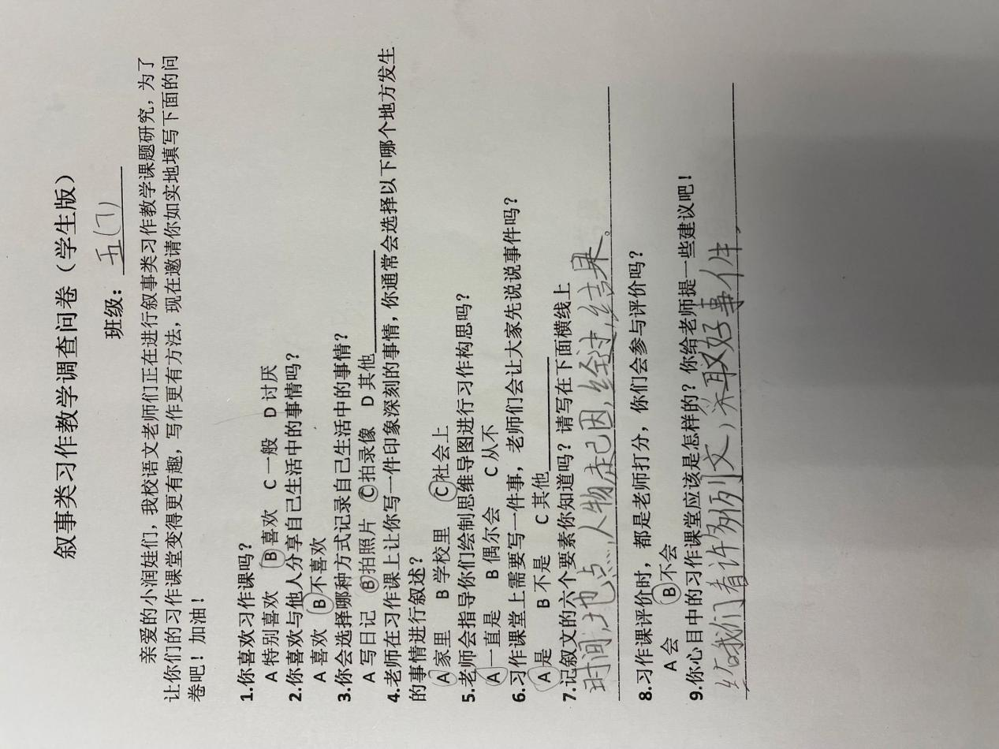 叙事类习作教学调查问卷（学生版）
班级：五(7)
亲爱的小润娃们，我校语文老师们正在进行叙事类习作教学课题研究，为了
让你们的习作课堂变得更有趣，写作更有方法，现在邀请你如实地填写下面的问
卷吧！加油！
1.你喜欢习作课吗？
A 特别喜欢 B 喜欢 C 一般 D 讨厌
2.你喜欢与他人分享自己生活中的事情吗？
A 喜欢 B 不喜欢
3.你会选择哪种方式记录自己生活中的事情？
A 写日记 B 拍照片 C 拍录像 D 其他
4.老师在习作课上让你写一件印象深刻的事情，你通常会选择以下哪个地方发生
的事情进行叙述？
A 家里 B 学校里 C 社会上
5.老师会指导你们绘制思维导图进行习作构思吗？
A 一直是 B 偶尔会 C 从不
6.习作课堂上需要写一件事，老师们会让大家先说说事件吗？
A 是 B 不是 C 其他
7.记叙文的六个要素你知道吗？请写在下面横线上
时间,地点,人物,起因,经过,结果。
8.习作课评价时，都是老师打分，你们会参与评价吗？
A 会 B 不会
9.你心目中的习作课堂应该是怎样的？你给老师提一些建议吧！
给我们看许多例文,采取好事件,